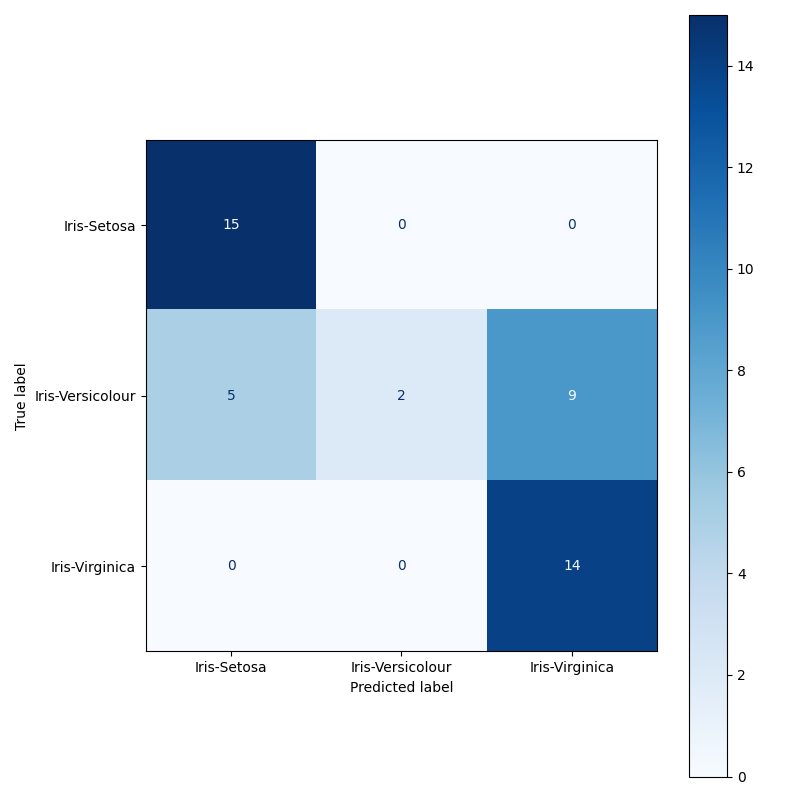 Iris-Setosa 15 0 0
Iris-Versicolour 5 2 9
Iris-Virginica 0 0 14
Iris-Setosa Iris-Versicolour Iris-Virginica
Predicted label
True label
14
12
10
8
6
4
2
0